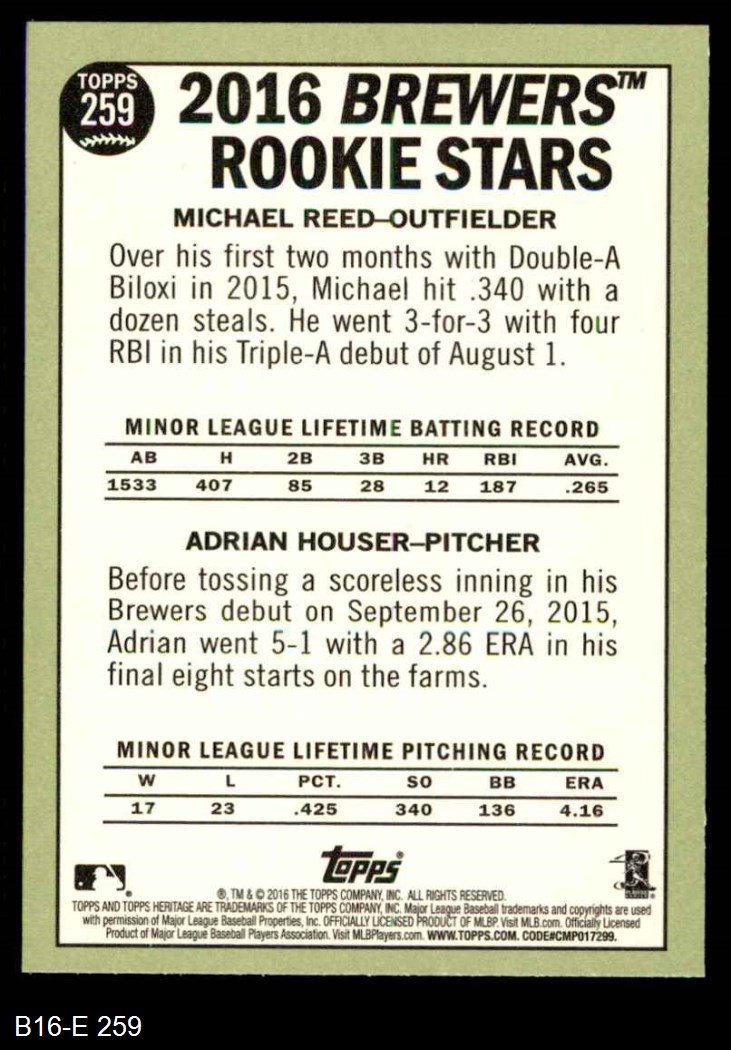 TOPPS
259
2016 BREWERS™
ROOKIE STARS
MICHAEL REED–OUTFIELDER
Over his first two months with Double-A
Biloxi in 2015, Michael hit .340 with a
dozen steals. He went 3-for-3 with four
RBI in his Triple-A debut of August 1.
MINOR LEAGUE LIFETIME BATTING RECORD
AB H 2B 3B HR RBI AVG.
1533 407 85 28 12 187 .265
ADRIAN HOUSER–PITCHER
Before tossing a scoreless inning in his
Brewers debut on September 26, 2015,
Adrian went 5-1 with a 2.86 ERA in his
final eight starts on the farms.
MINOR LEAGUE LIFETIME PITCHING RECORD
W L PCT. SO BB ERA
17 23 .425 340 136 4.16
Topps
®, TM & © 2016 THE TOPPS COMPANY, INC. ALL RIGHTS RESERVED.
TOPPS AND TOPPS HERITAGE ARE TRADEMARKS OF THE TOPPS COMPANY, INC. Major League Baseball trademarks and copyrights are used
with permission of Major League Baseball Properties, Inc. OFFICIALLY LICENSED PRODUCT OF MLBP. Visit MLB.com. Officially Licensed
Product of Major League Baseball Players Association. Visit MLBPlayers.com. WWW.TOPPS.COM. CODE#CMP017299.
B16-E 259